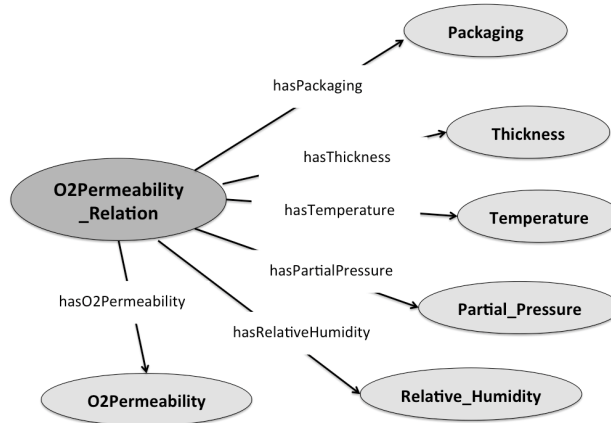 Packaging
hasPackaging
Thickness
hasThickness
O2Permeability
_Relation
hasTemperature
Temperature
hasPartialPressure
hasO2Permeability
Partial_Pressure
hasRelativeHumidity
O2Permeability
Relative_Humidity